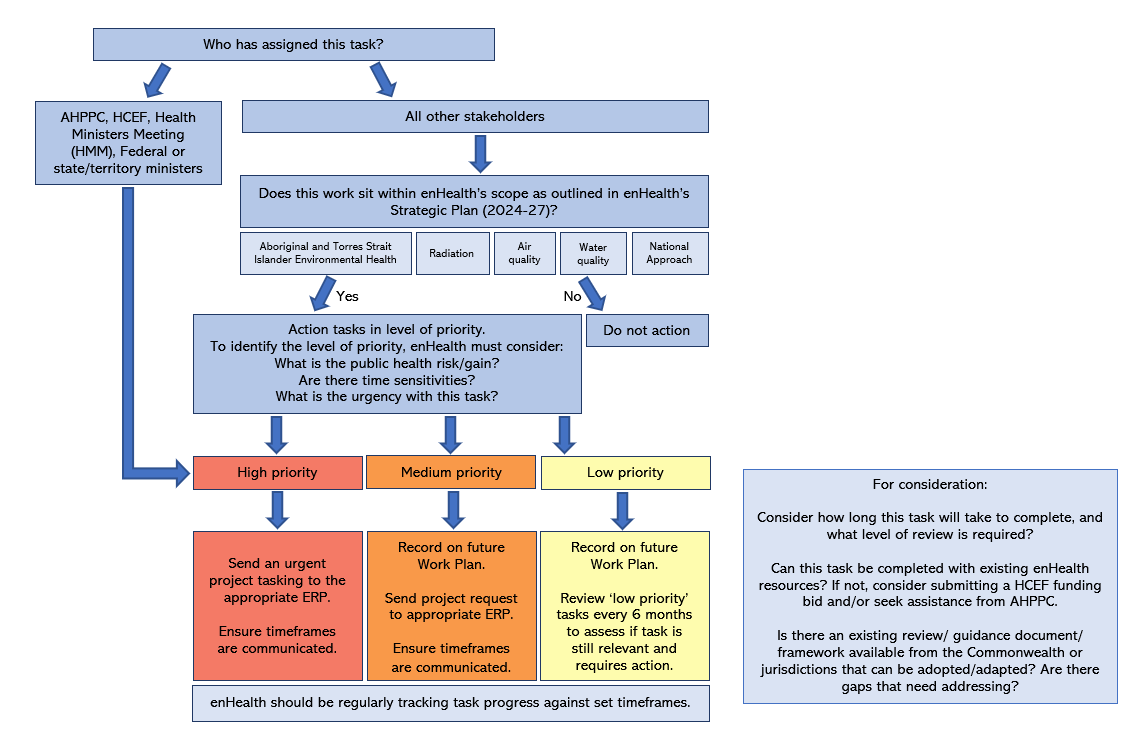 Who has assigned this task?
AHPPC, HCEF, Health
Ministers Meeting
(HMM), Federal or
state/territory ministers
All other stakeholders
Does this work sit within enHealth's scope as outlined in enHealth's
Strategic Plan (2024-27)?
Aboriginal and Torres Strait
Islander Environmental Health
Radiation
Air
quality
Water
quality
National
Approach
Yes
No
Action tasks in level of priority.
To identify the level of priority, enHealth must consider:
What is the public health risk/gain?
Are there time sensitivities?
What is the urgency with this task?
Do not action
High priority
Medium priority
Low priority
Send an urgent
project tasking to the
appropriate ERP.
Ensure timeframes
are communicated.
Record on future
Work Plan.
Send project request
to appropriate ERP.
Ensure timeframes
are communicated.
Record on future
Work Plan.
Review ‘low priority’
tasks every 6 months
to assess if task is
still relevant and
requires action.
enHealth should be regularly tracking task progress against set timeframes.
For consideration:
Consider how long this task will take to complete, and
what level of review is required?
Can this task be completed with existing enHealth
resources? If not, consider submitting a HCEF funding
bid and/or seek assistance from AHPPC.
Is there an existing review/ guidance document/
framework available from the Commonwealth or
jurisdictions that can be adopted/adapted? Are there
gaps that need addressing?